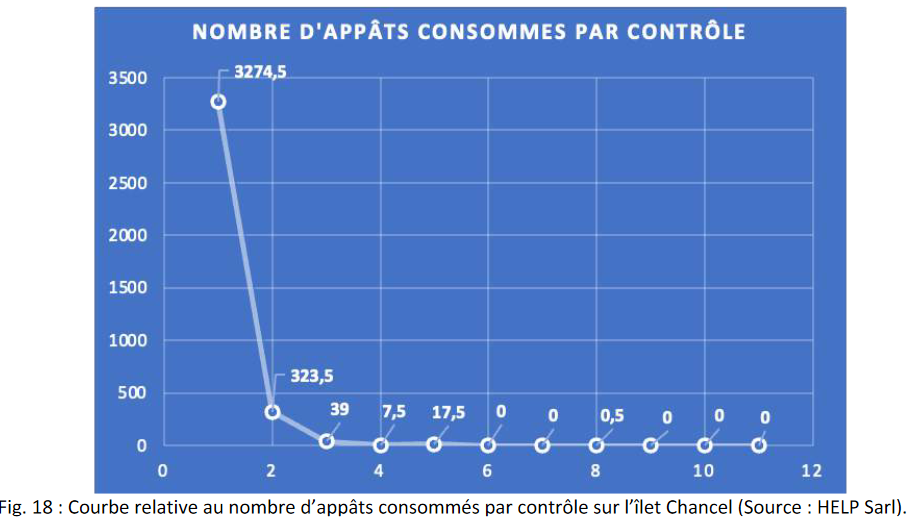 NOMBRE D'APPÂTS CONSOMMES PAR CONTRÔLE
3274,5
3500
3000
2500
2000
1500
1000
323,5
500
39 7,5 17,5 0 0 0,5 0 0 0
0
0 2 4 6 8 10 12
Fig. 18 : Courbe relative au nombre d’appâts consommés par contrôle sur l’îlet Chancel (Source : HELP Sarl).